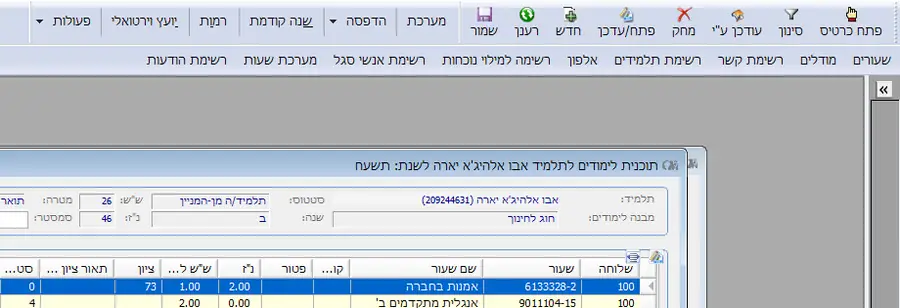 פתח כרטיס סינון עודכן ע"י מחק פתח/עדכן חדש רענן שמור מערכת הדפסה שנה קודמת רמות יועץ וירטואלי פעולות
שעורים מודלים רשימת קשר רשימת תלמידים אלפון רשימה למילוי נוכחות רשימת אנשי סגל מערכת שעות רשימת הודעות
תוכנית לימודים לתלמיד אבו אלהיג'א יארה לשנת: תשעח
תלמיד: אבו אלהיג'א יארה (209244631) סטטוס: תלמיד/ה מן-המניין ש"ש: 26 מטרה: תואר
מבנה לימודים: חוג לחינוך שנה: ב נ"ז: 46 סמסטר:
שלוחה שעור שם שעור קו... פטור נ"ז ש"ש ל... ציון תאור ציון ... סט...
100 6133328-2 אמנות בחברה 2.00 1.00 73 0
100 9011104-15 אנגלית מתקדמים ב' 0.00 2.00 4